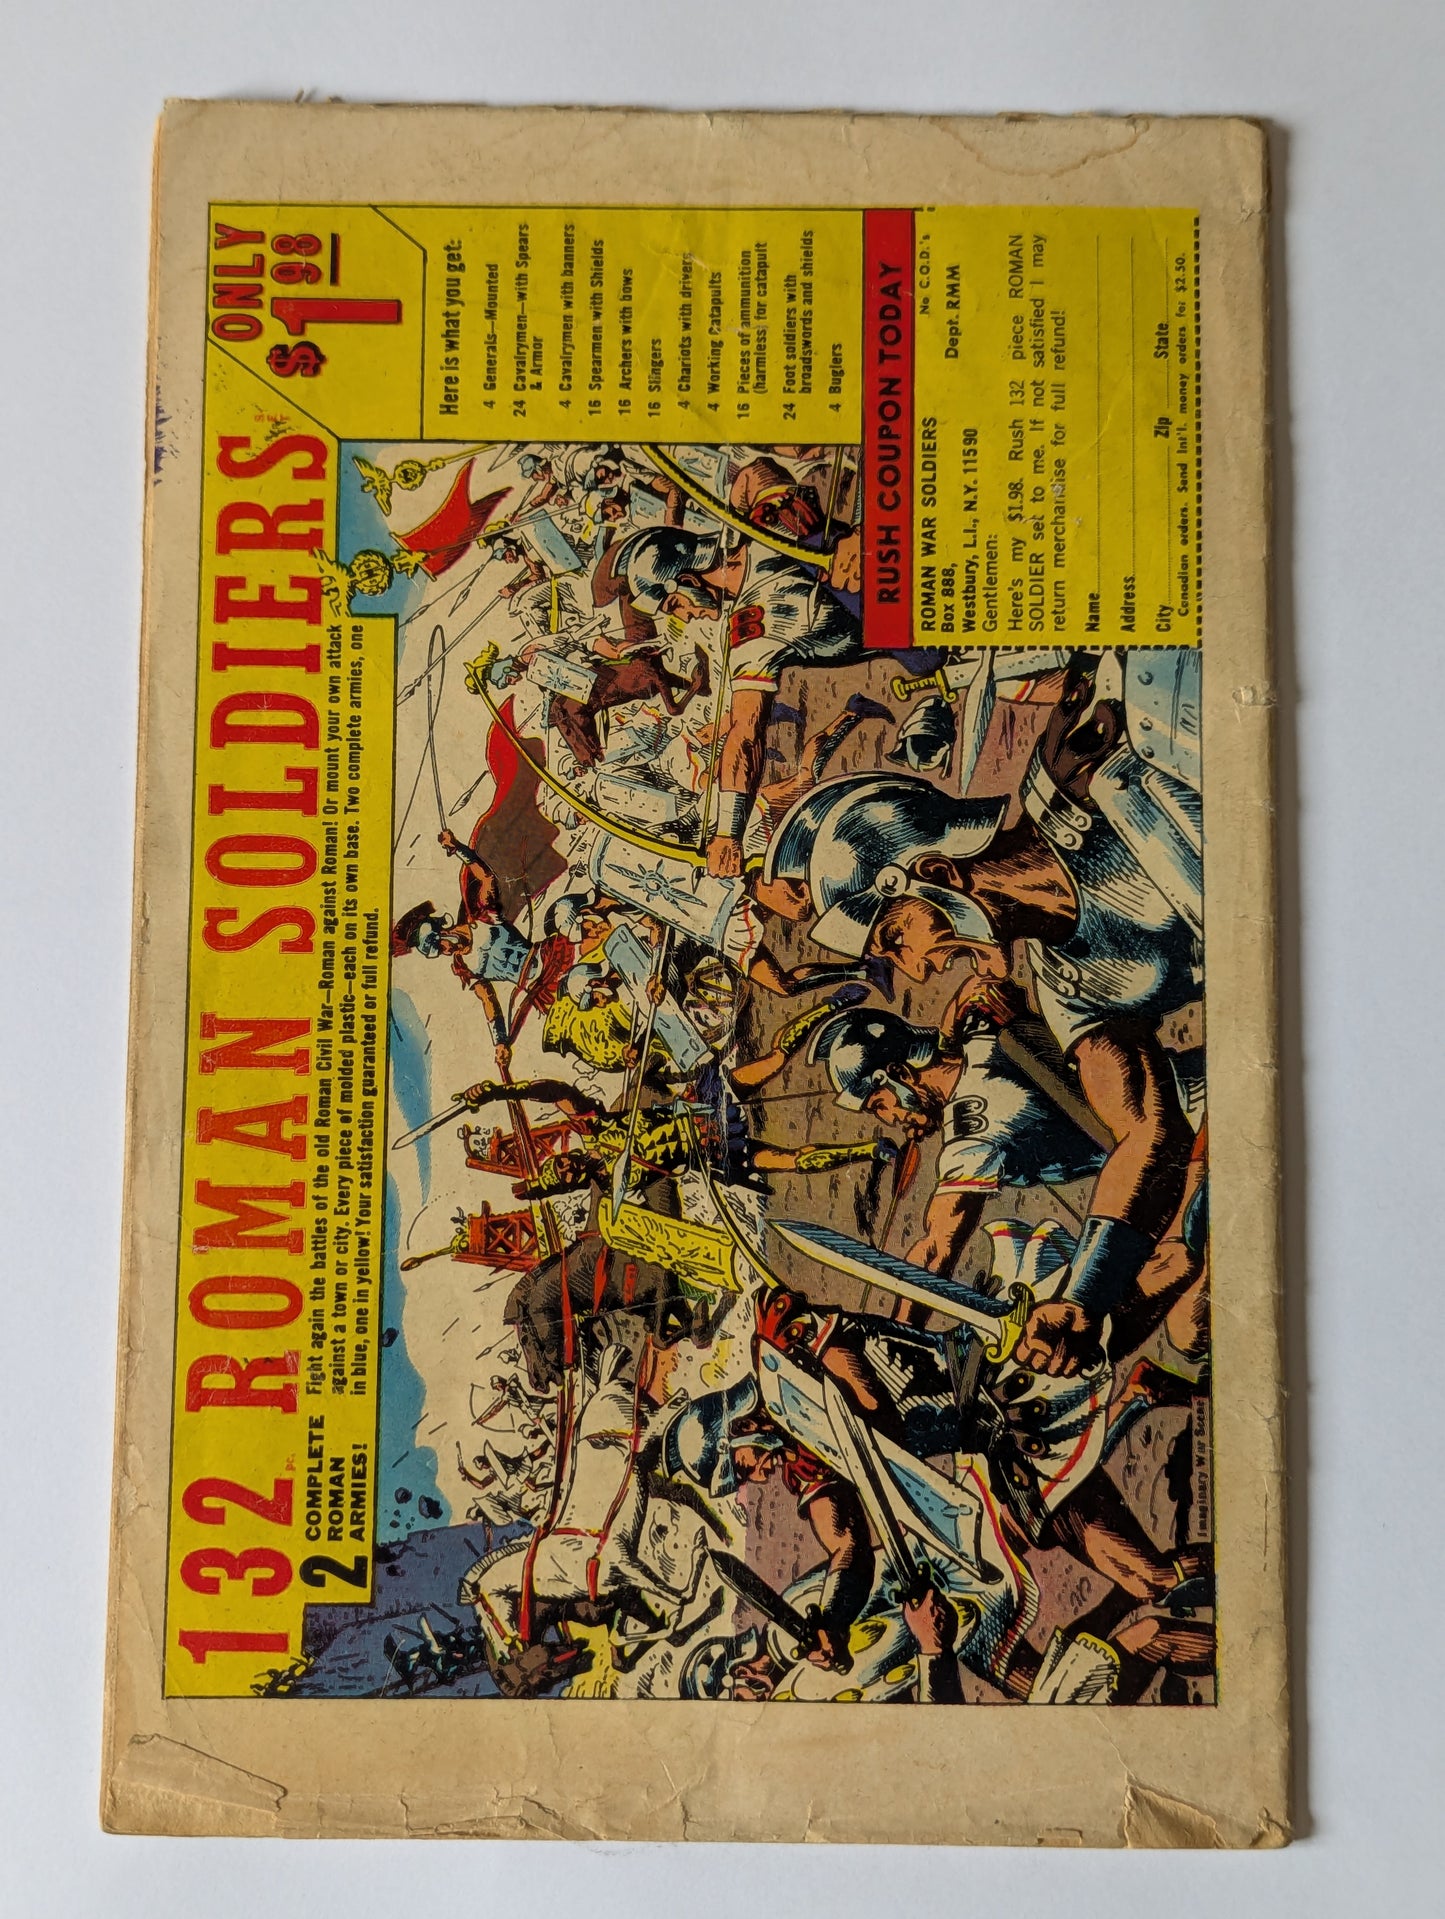 132 pc. ROMAN SOLDIERS
ONLY
$1 98
2 COMPLETE
ROMAN
ARMIES!
Fight again the battles of the old Roman Civil War—Roman against Roman! Or mount your own attack
against a town or city. Every piece of molded plastic—each on its own base. Two complete armies, one
in blue, one in yellow! Your satisfaction guaranteed or full refund.
Here is what you get:
4 Generals—Mounted
24 Cavalrymen—with Spears
& Armor
4 Cavalrymen with banners
16 Spearmen with Shields
16 Archers with bows
16 Slingers
4 Chariots with drivers
4 Working Catapults
16 Pieces of ammunition
(harmless) for catapult
24 Foot soldiers with
broadswords and shields
4 Buglers
RUSH COUPON TODAY
No C.O.D.'s
ROMAN WAR SOLDIERS
Box 888, Dept. RMM
Westbury, L.I., N.Y. 11590
Gentlemen:
Here's my $1.98. Rush 132 piece ROMAN
SOLDIER set to me. If not satisfied I may
return merchandise for full refund!
Name
Address
City Zip State
Canadian orders. Send Int'l. money orders for $2.50.
Imaginary War Scene